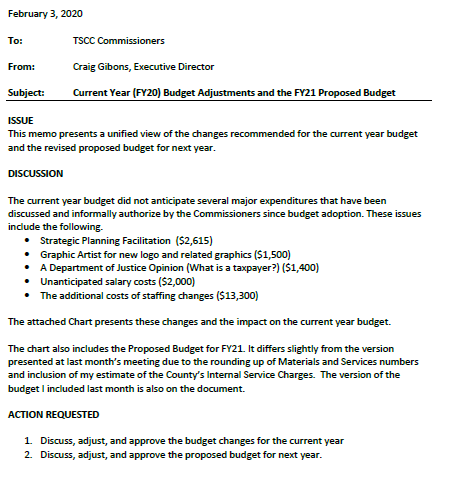 February 3, 2020
To: TSCC Commissioners
From: Craig Gibons, Executive Director
Subject: Current Year (FY20) Budget Adjustments and the FY21 Proposed Budget
ISSUE
This memo presents a unified view of the changes recommended for the current year budget
and the revised proposed budget for next year.
DISCUSSION
The current year budget did not anticipate several major expenditures that have been
discussed and informally authorize by the Commissioners since budget adoption. These issues
include the following.
• Strategic Planning Facilitation ($2,615)
• Graphic Artist for new logo and related graphics ($1,500)
• A Department of Justice Opinion (What is a taxpayer?) ($1,400)
• Unanticipated salary costs ($2,000)
• The additional costs of staffing changes ($13,300)
The attached Chart presents these changes and the impact on the current year budget.
The chart also includes the Proposed Budget for FY21. It differs slightly from the version
presented at last month's meeting due to the rounding up of Materials and Services numbers
and inclusion of my estimate of the County's Internal Service Charges. The version of the
budget I included last month is also on the document.
ACTION REQUESTED
1. Discuss, adjust, and approve the budget changes for the current year
2. Discuss, adjust, and approve the proposed budget for next year.